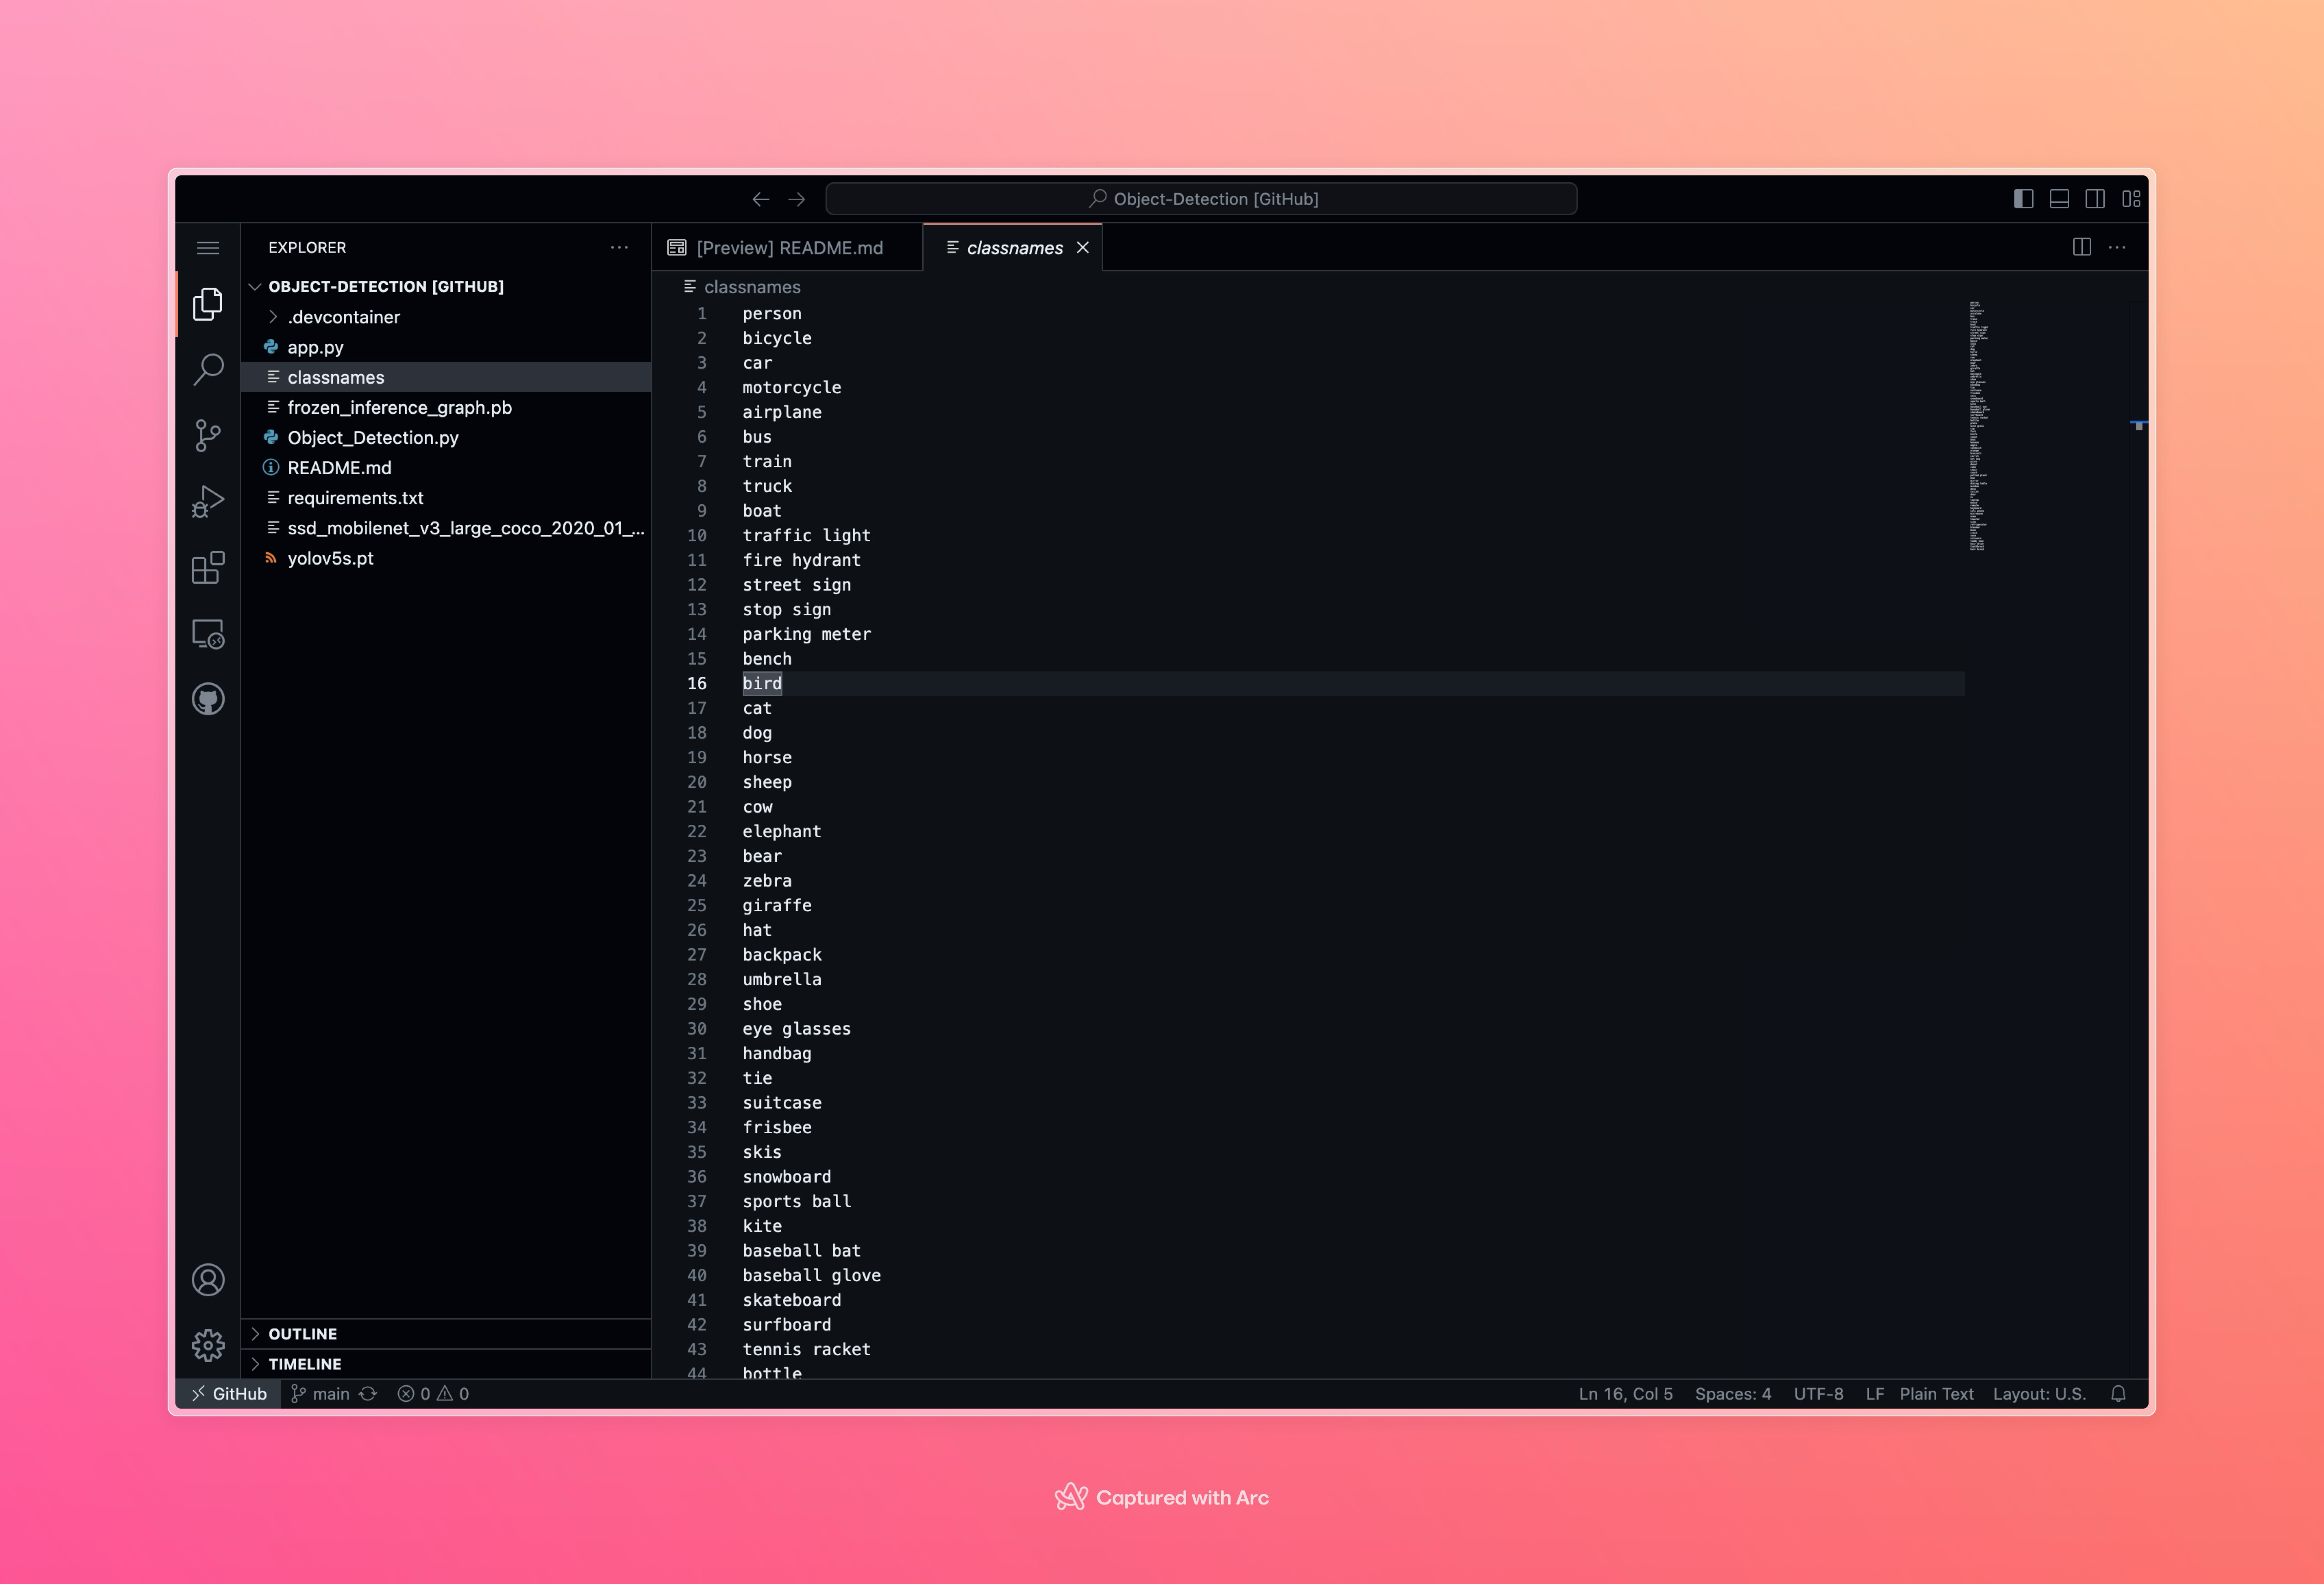 Object-Detection [GitHub]
EXPLORER
OBJECT-DETECTION [GITHUB]
.devcontainer
app.py
classnames
frozen_inference_graph.pb
Object_Detection.py
README.md
requirements.txt
ssd_mobilenet_v3_large_coco_2020_01_...
yolov5s.pt
OUTLINE
TIMELINE
[Preview] README.md
classnames
classnames
1 person
2 bicycle
3 car
4 motorcycle
5 airplane
6 bus
7 train
8 truck
9 boat
10 traffic light
11 fire hydrant
12 street sign
13 stop sign
14 parking meter
15 bench
16 bird
17 cat
18 dog
19 horse
20 sheep
21 cow
22 elephant
23 bear
24 zebra
25 giraffe
26 hat
27 backpack
28 umbrella
29 shoe
30 eye glasses
31 handbag
32 tie
33 suitcase
34 frisbee
35 skis
36 snowboard
37 sports ball
38 kite
39 baseball bat
40 baseball glove
41 skateboard
42 surfboard
43 tennis racket
44 bottle
GitHub main 0 0 Ln 16, Col 5 Spaces: 4 UTF-8 LF Plain Text Layout: U.S.
Captured with Arc